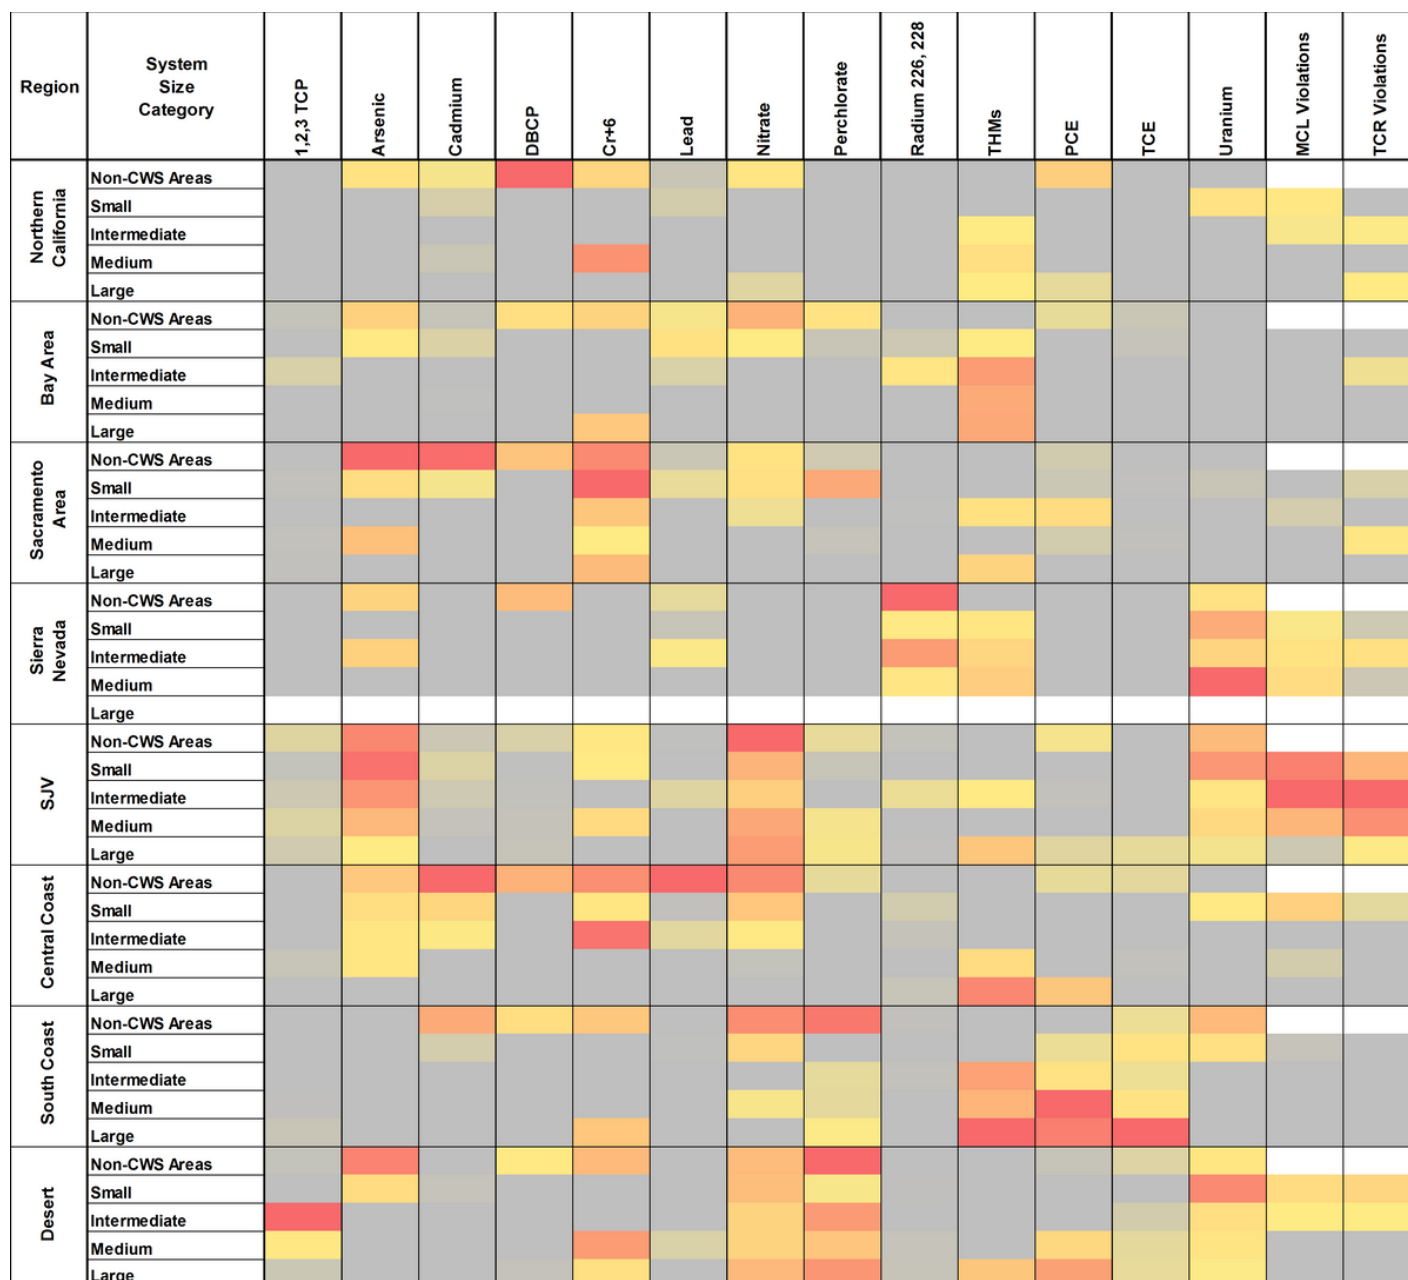 Region
System
Size
Category
1,2,3 TCP
Arsenic
Cadmium
DBCP
Cr+6
Lead
Nitrate
Perchlorate
Radium 226, 228
THMs
PCE
TCE
Uranium
MCL Violations
TCR Violations
Northern
California
Non-CWS Areas
Small
Intermediate
Medium
Large
Bay Area
Non-CWS Areas
Small
Intermediate
Medium
Large
Sacramento
Area
Non-CWS Areas
Small
Intermediate
Medium
Large
Sierra
Nevada
Non-CWS Areas
Small
Intermediate
Medium
Large
SJV
Non-CWS Areas
Small
Intermediate
Medium
Large
Central Coast
Non-CWS Areas
Small
Intermediate
Medium
Large
South Coast
Non-CWS Areas
Small
Intermediate
Medium
Large
Desert
Non-CWS Areas
Small
Intermediate
Medium
Large